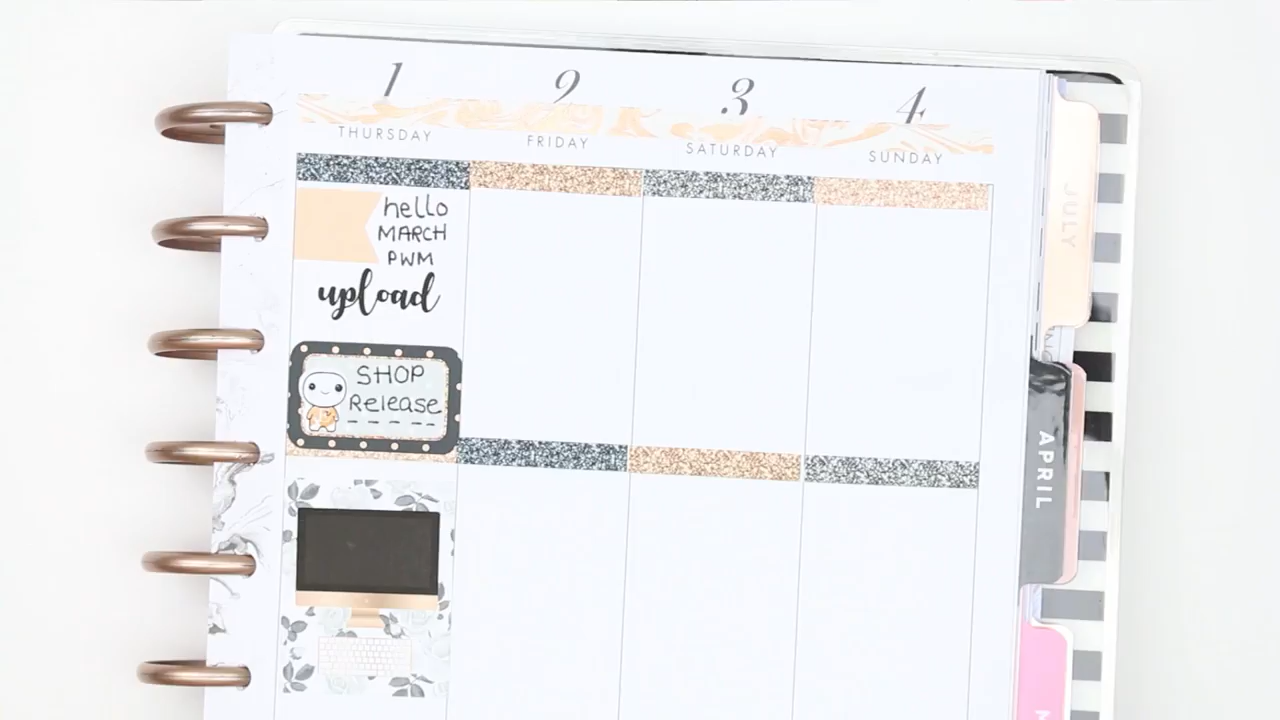 1 2 3 4
THURSDAY FRIDAY SATURDAY SUNDAY
hello
MARCH
PWM
upload
SHOP
Release
JULY
APRIL